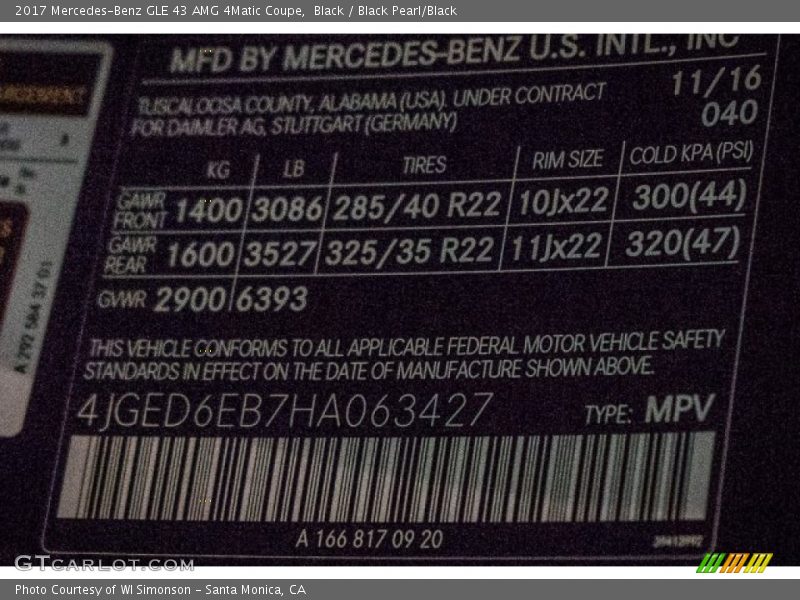 2017 Mercedes-Benz GLE 43 AMG 4Matic Coupe, Black / Black Pearl/Black
MFD BY MERCEDES-BENZ U.S. INTL., INC
TUSCALOOSA COUNTY, ALABAMA (USA). UNDER CONTRACT 11/16
FOR DAIMLER AG, STUTTGART (GERMANY) 040
KG LB TIRES RIM SIZE COLD KPA (PSI)
GAWR FRONT 1400 3086 285/40 R22 10Jx22 300(44)
GAWR REAR 1600 3527 325/35 R22 11Jx22 320(47)
GVWR 2900 6393
THIS VEHICLE CONFORMS TO ALL APPLICABLE FEDERAL MOTOR VEHICLE SAFETY
STANDARDS IN EFFECT ON THE DATE OF MANUFACTURE SHOWN ABOVE.
4JGED6EB7HA063427 TYPE: MPV
A 166 817 09 20
A 292 584 37 01
GTCARLOT.COM
Photo Courtesy of WI Simonson - Santa Monica, CA